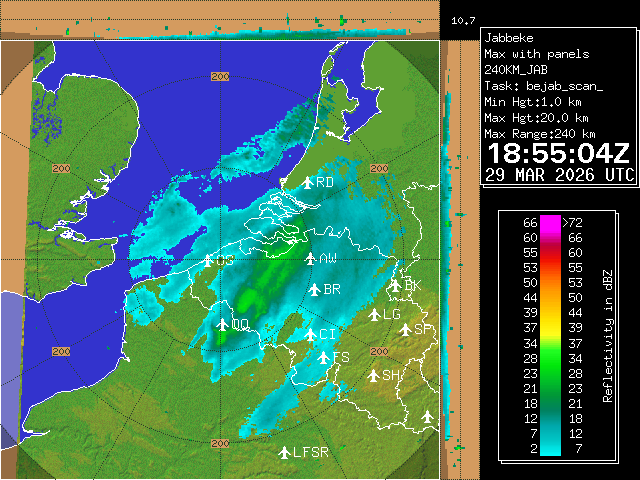 10.7
Jabbeke
Max with panels
240KM_JAB
Task: bejab_scan_
Min Hgt:1.0 km
Max Hgt:20.0 km
Max Range:240 km
18:55:04Z
29 MAR 2026 UTC
200
200
200
RD
OS
AW
BR
BK
LG
QO
CI
SP
200
FS
SH
200
LFSR
66 >72
60 66
55 60
53 55
50 53
44 50
39 44
37 39
34 37
28 34
23 28
21 23
18 21
12 18
7 12
2 7
Reflectivity in dBZ